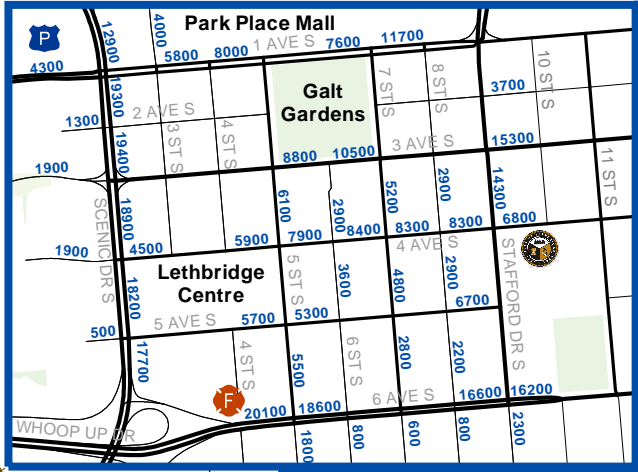 Park Place Mall
P
12900
4000
5800
8000
1 AVE S
7600
11700
4300
19300
Galt
Gardens
7 ST S
8 ST S
10 ST S
3700
2 AVE S
1300
3 ST S
4 ST S
19400
3 AVE S
15300
8800
10500
11 ST S
1900
SCENIC DR S
18900
6100
2900
5200
2900
14300
6800
4500
5900
7900
8400
8300
8300
4 AVE S
1900
Lethbridge
Centre
18200
5 ST S
3600
4800
2900
STAFFORD DR S
6700
5 AVE S
5700
5300
500
17700
4 ST S
5500
6 ST S
2800
2200
F
6 AVE S
16600
16200
20100
18600
WHOOP UP DR
1800
800
600
800
2300